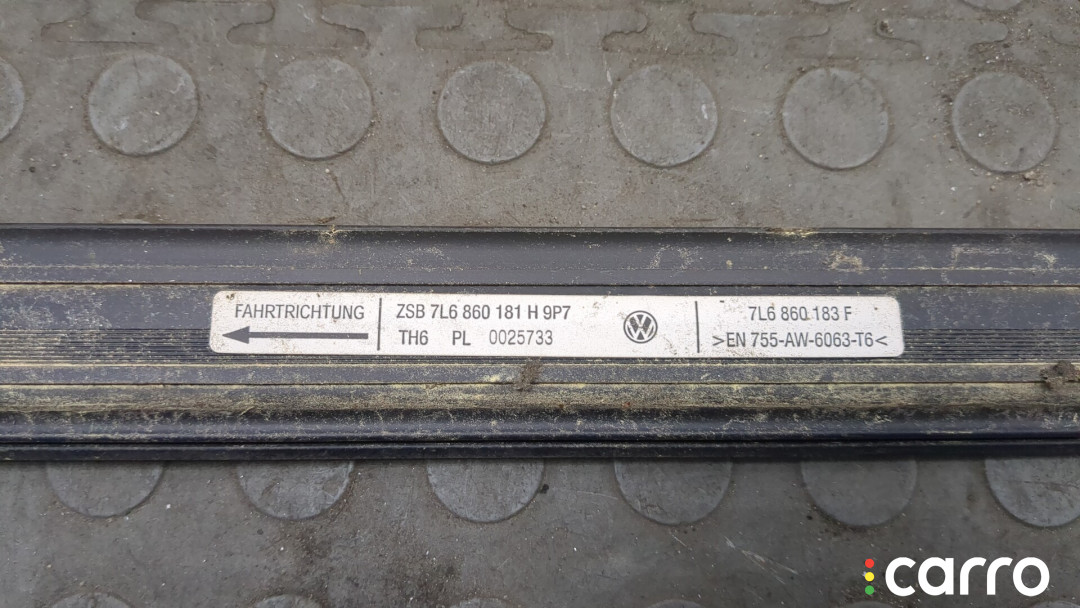 FAHRTRICHTUNG
ZSB 7L6 860 181 H 9P7
TH6 PL 0025733
7L6 860 183 F
>EN 755-AW-6063-T6<
carro